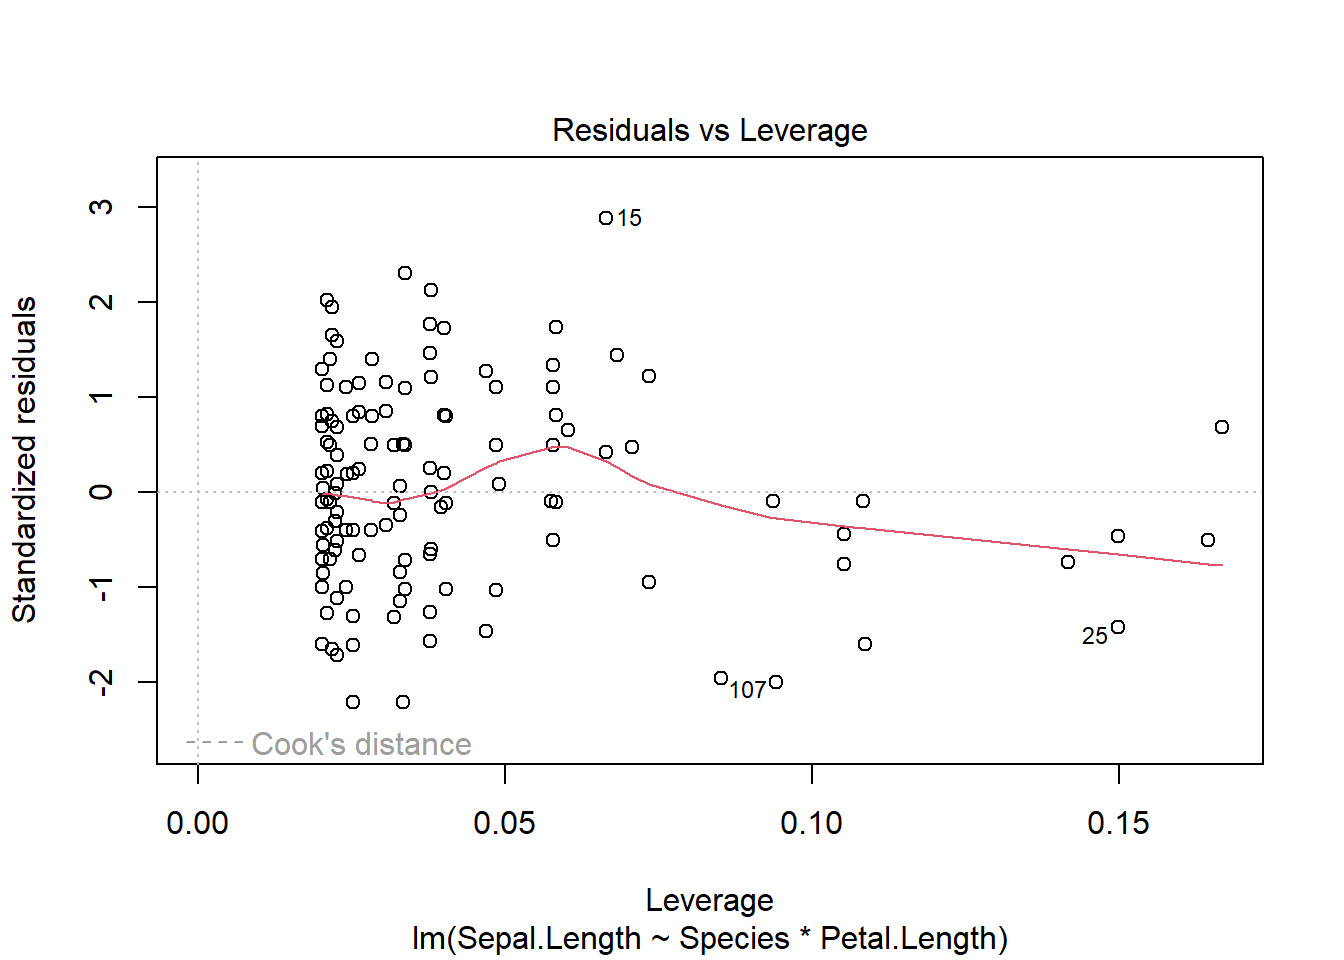 Residuals vs Leverage
Standardized residuals
3
2
1
0
-1
-2
15
25
107
Cook's distance
0.00 0.05 0.10 0.15
Leverage
lm(Sepal.Length ~ Species * Petal.Length)